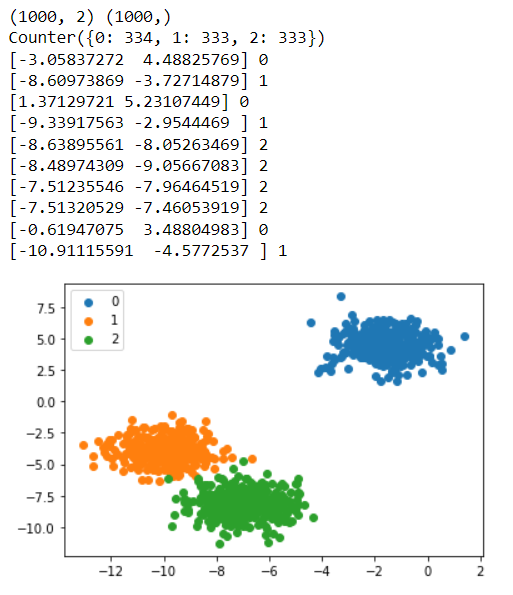 (1000, 2) (1000,)
Counter({0: 334, 1: 333, 2: 333})
[-3.05837272  4.48825769] 0
[-8.60973869 -3.72714879] 1
[1.37129721 5.23107449] 0
[-9.33917563 -2.9544469 ] 1
[-8.63895561 -8.05263469] 2
[-8.48974309 -9.05667083] 2
[-7.51235546 -7.96464519] 2
[-7.51320529 -7.46053919] 2
[-0.61947075  3.48804983] 0
[-10.91115591  -4.5772537 ] 1
0
1
2
7.5
5.0
2.5
0.0
−2.5
−5.0
−7.5
−10.0
−12 −10 −8 −6 −4 −2 0 2